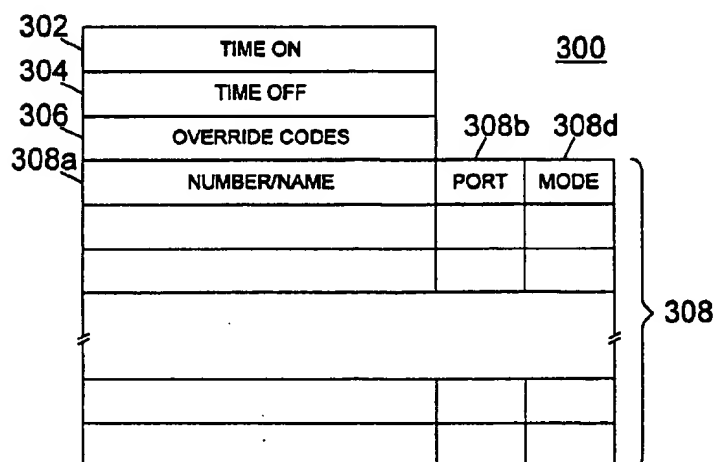 302 TIME ON 300
304 TIME OFF
306 OVERRIDE CODES 308b 308d
308a NUMBER/NAME PORT MODE
308